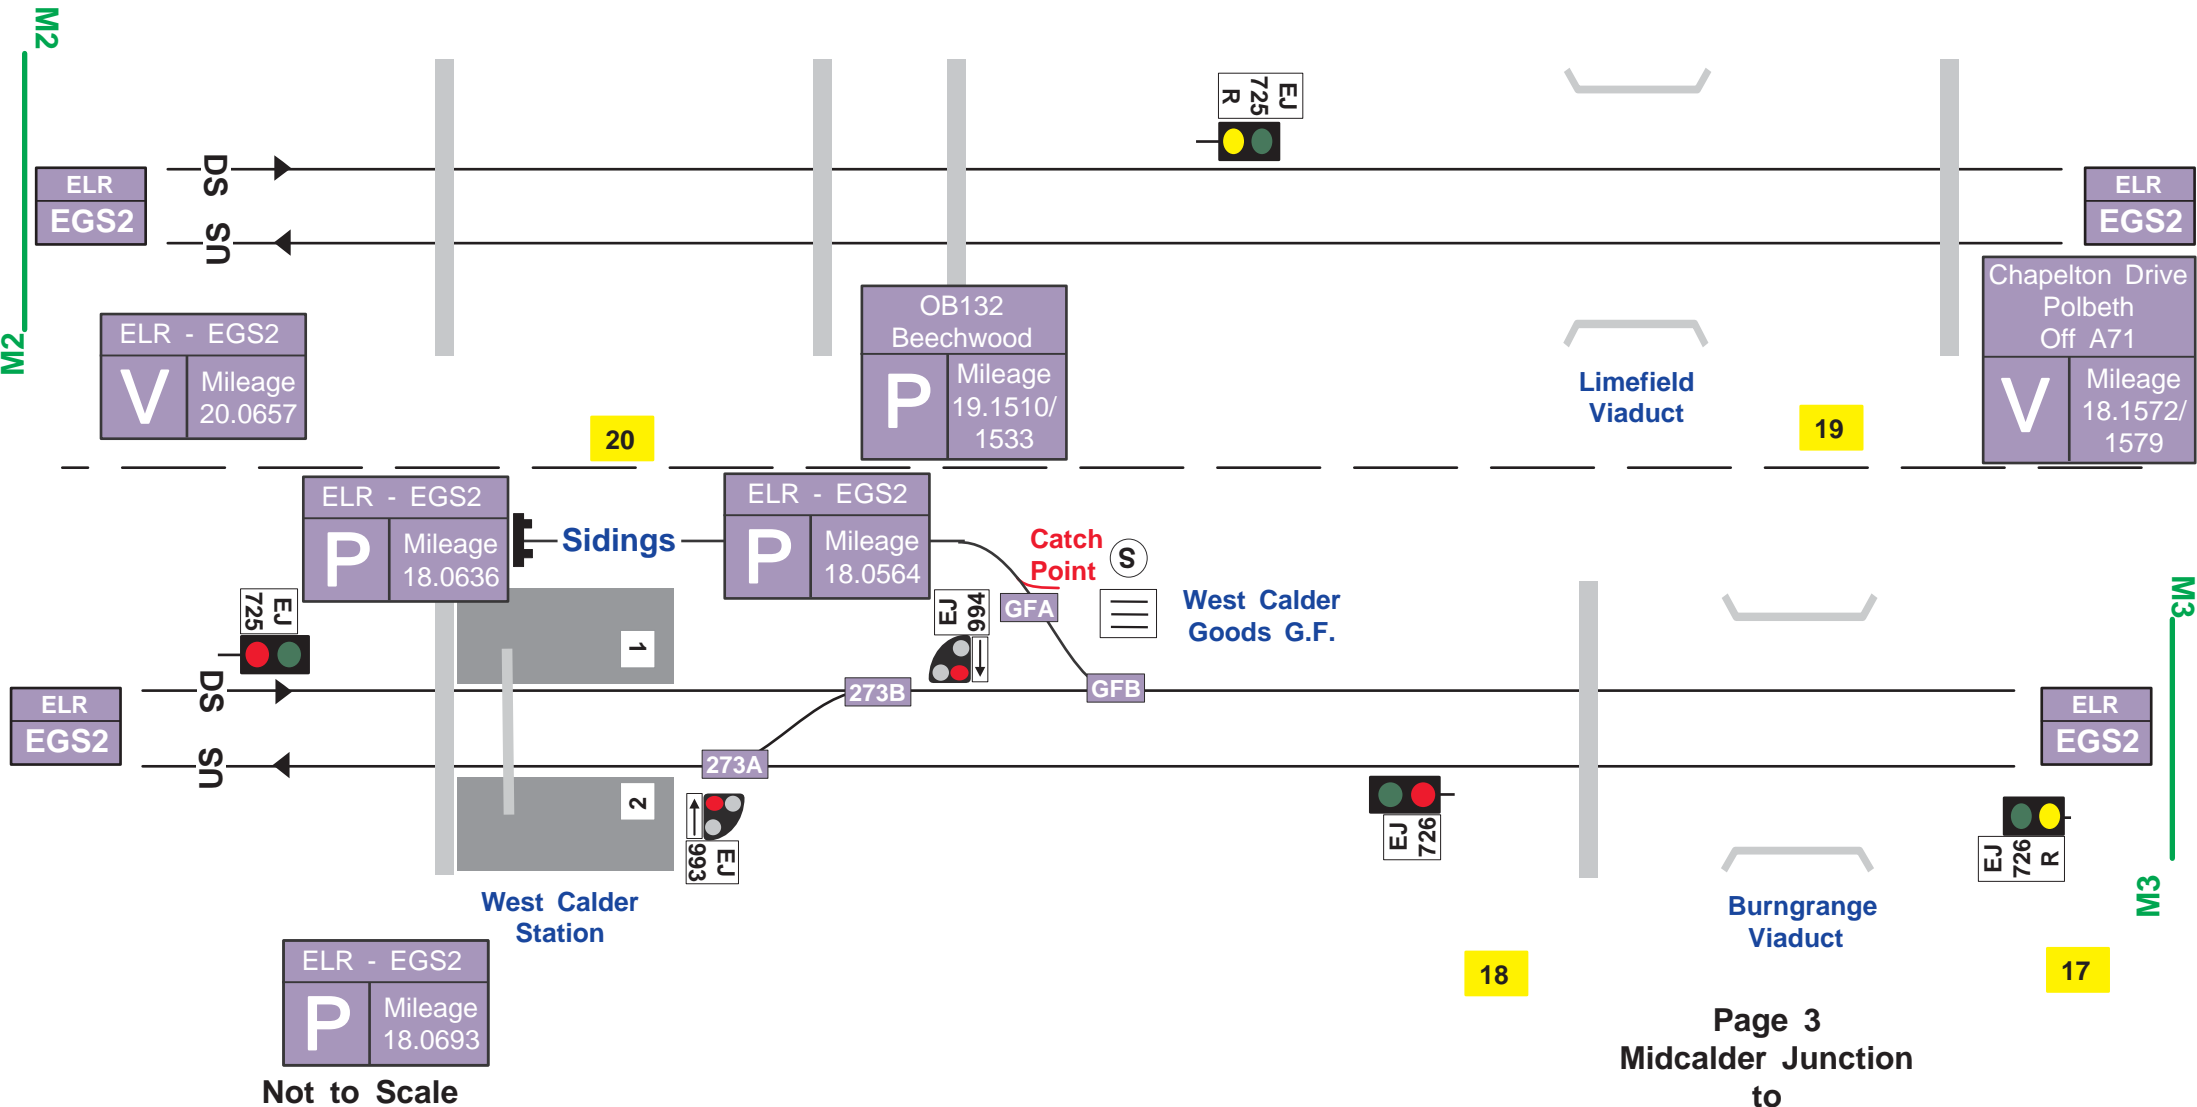 M2
M2
ELR
EGS2
DS
US
EJ
725
R
ELR
EGS2
ELR - EGS2
V
Mileage
20.0657
20
OB132
Beechwood
P
Mileage
19.1510/
1533
Limefield
Viaduct
19
Chapelton Drive
Polbeth
Off A71
V
Mileage
18.1572/
1579
ELR - EGS2
P
Mileage
18.0636
Sidings
ELR - EGS2
P
Mileage
18.0564
Catch
Point
S
GFA
West Calder
Goods G.F.
EJ
725
EJ
994
1
M3
ELR
EGS2
DS
US
273B
GFB
273A
ELR
EGS2
2
EJ
993
EJ
726
EJ
726
R
M3
West Calder
Station
Burngrange
Viaduct
18
17
ELR - EGS2
P
Mileage
18.0693
Not to Scale
Page 3
Midcalder Junction
to